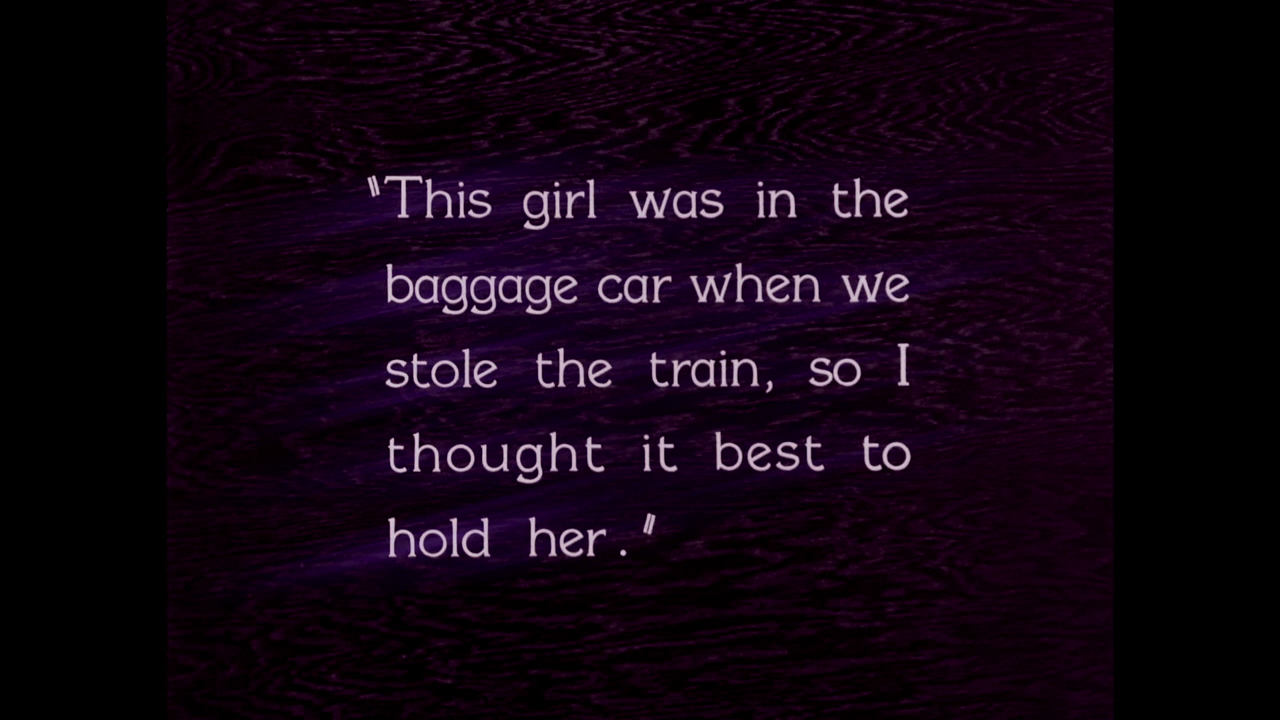 "This girl was in the
baggage car when we
stole the train, so I
thought it best to
hold her."